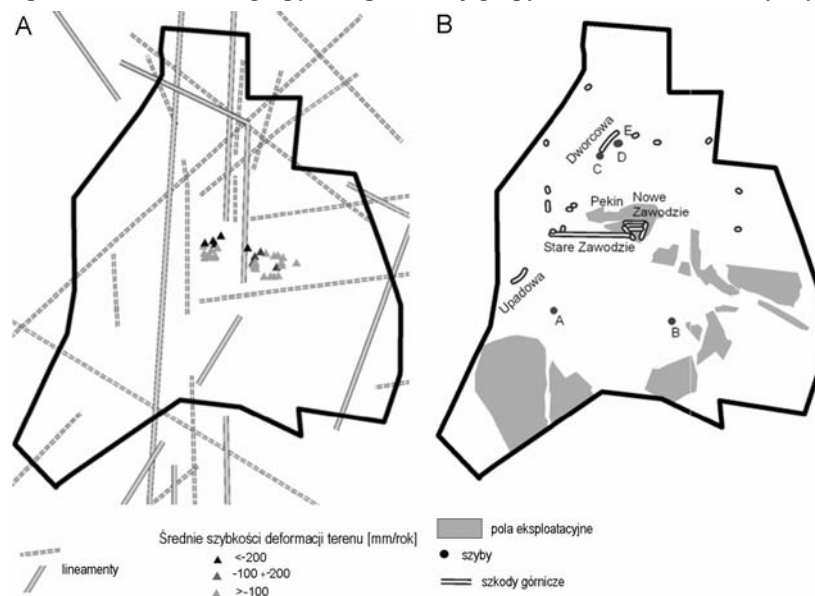 A
B
Dworcowa
E
D
C
Pękin
Nowe
Zawodzie
Stare Zawodzie
Upadowa
A
B
lineamenty
Średnie szybkości deformacji terenu [mm/rok]
<-200
-100 ÷-200
>-100
pola eksploatacyjne
szyby
szkody górnicze